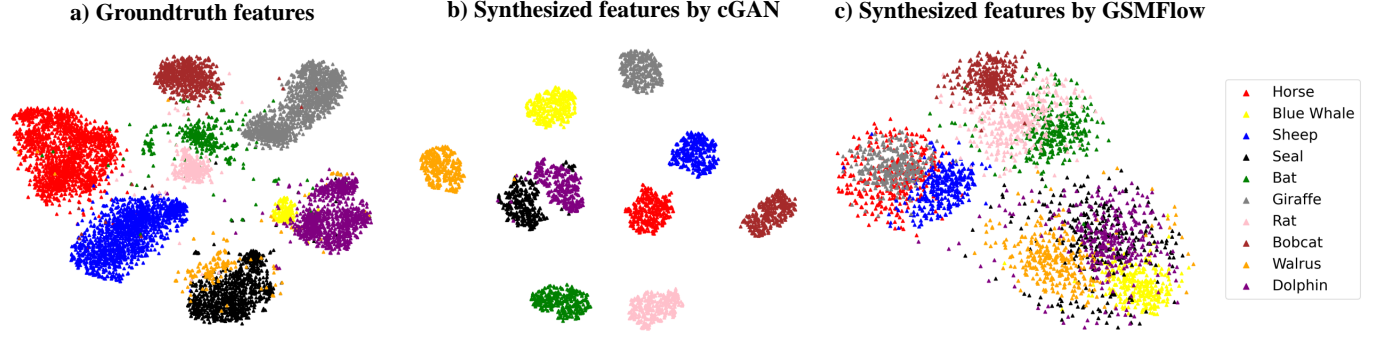 a) Groundtruth features
b) Synthesized features by cGAN
c) Synthesized features by GSMFlow
Horse
Blue Whale
Sheep
Seal
Bat
Giraffe
Rat
Bobcat
Walrus
Dolphin